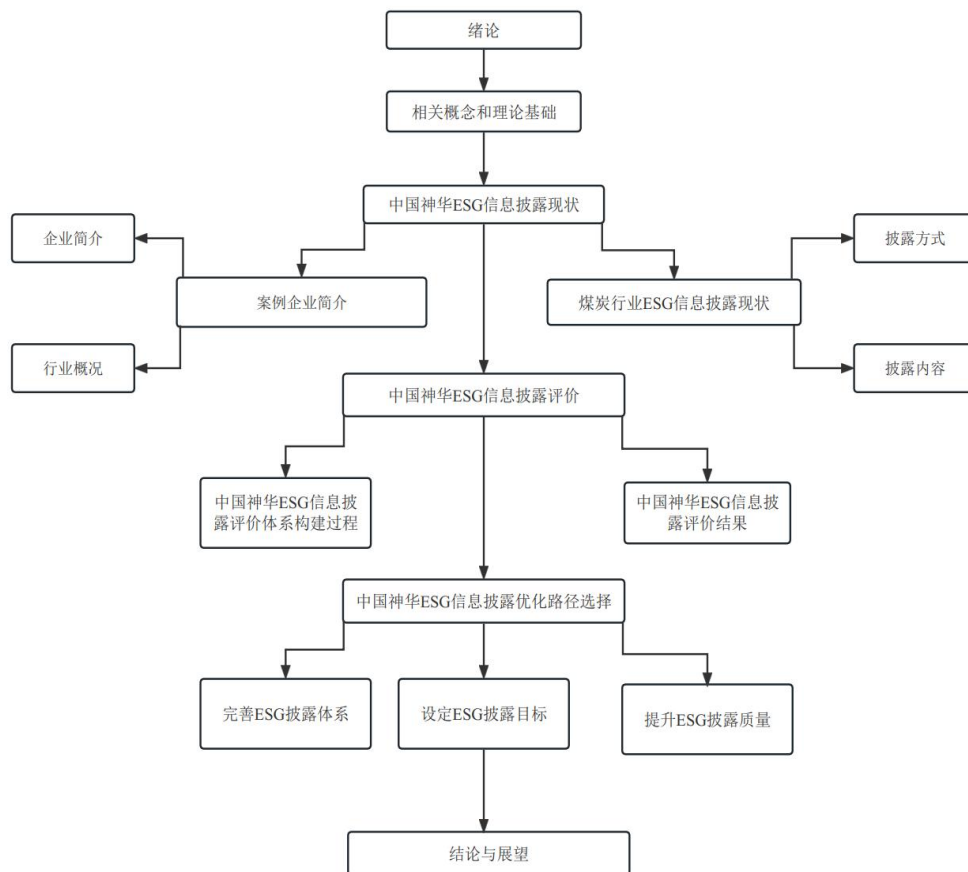 绪论
相关概念和理论基础
中国神华ESG信息披露现状
企业简介
披露方式
案例企业简介
煤炭行业ESG信息披露现状
行业概况
披露内容
中国神华ESG信息披露评价
中国神华ESG信息披
露评价体系构建过程
中国神华ESG信息披
露评价结果
中国神华ESG信息披露优化路径选择
完善ESG披露体系
设定ESG披露目标
提升ESG披露质量
结论与展望